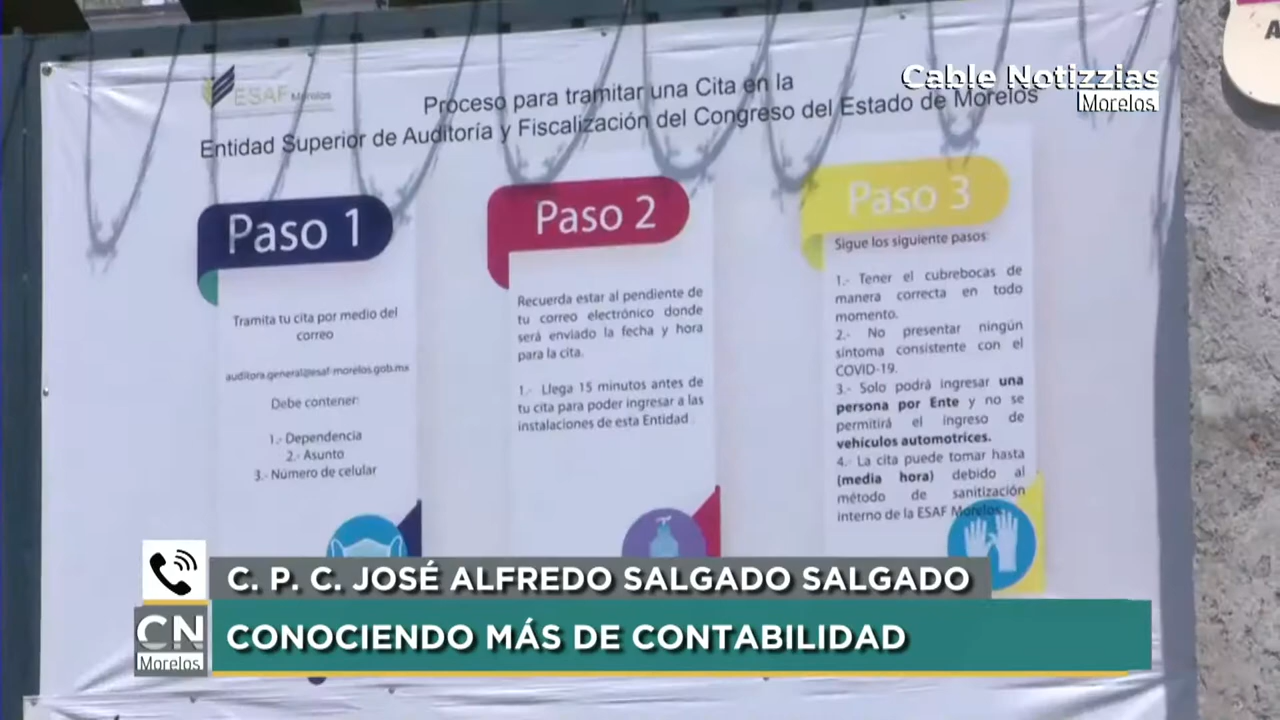 Cable Notizzias
Morelos
A
ESAF Morelos
Proceso para tramitar una Cita en la
Entidad Superior de Auditoría y Fiscalización del Congreso del Estado de Morelos
Paso 1
Tramita tu cita por medio del
correo
auditora.general@esaf-morelos.gob.mx
Debe contener:
1.- Dependencia
2.- Asunto
3.- Número de celular
Paso 2
Recuerda estar al pendiente de
tu correo electrónico donde
será enviado la fecha y hora
para la cita.
1.- Llega 15 minutos antes de
tu cita para poder ingresar a las
instalaciones de esta Entidad
Paso 3
Sigue los siguiente pasos:
1.- Tener el cubrebocas de
manera correcta en todo
momento.
2.- No presentar ningún
síntoma consistente con el
COVID-19.
3.- Solo podrá ingresar una
persona por Ente y no se
permitirá el ingreso de
vehículos automotrices.
4.- La cita puede tomar hasta
(media hora) debido al
método de sanitización
interno de la ESAF Morelos
C. P. C. JOSÉ ALFREDO SALGADO SALGADO
CN
Morelos
CONOCIENDO MÁS DE CONTABILIDAD